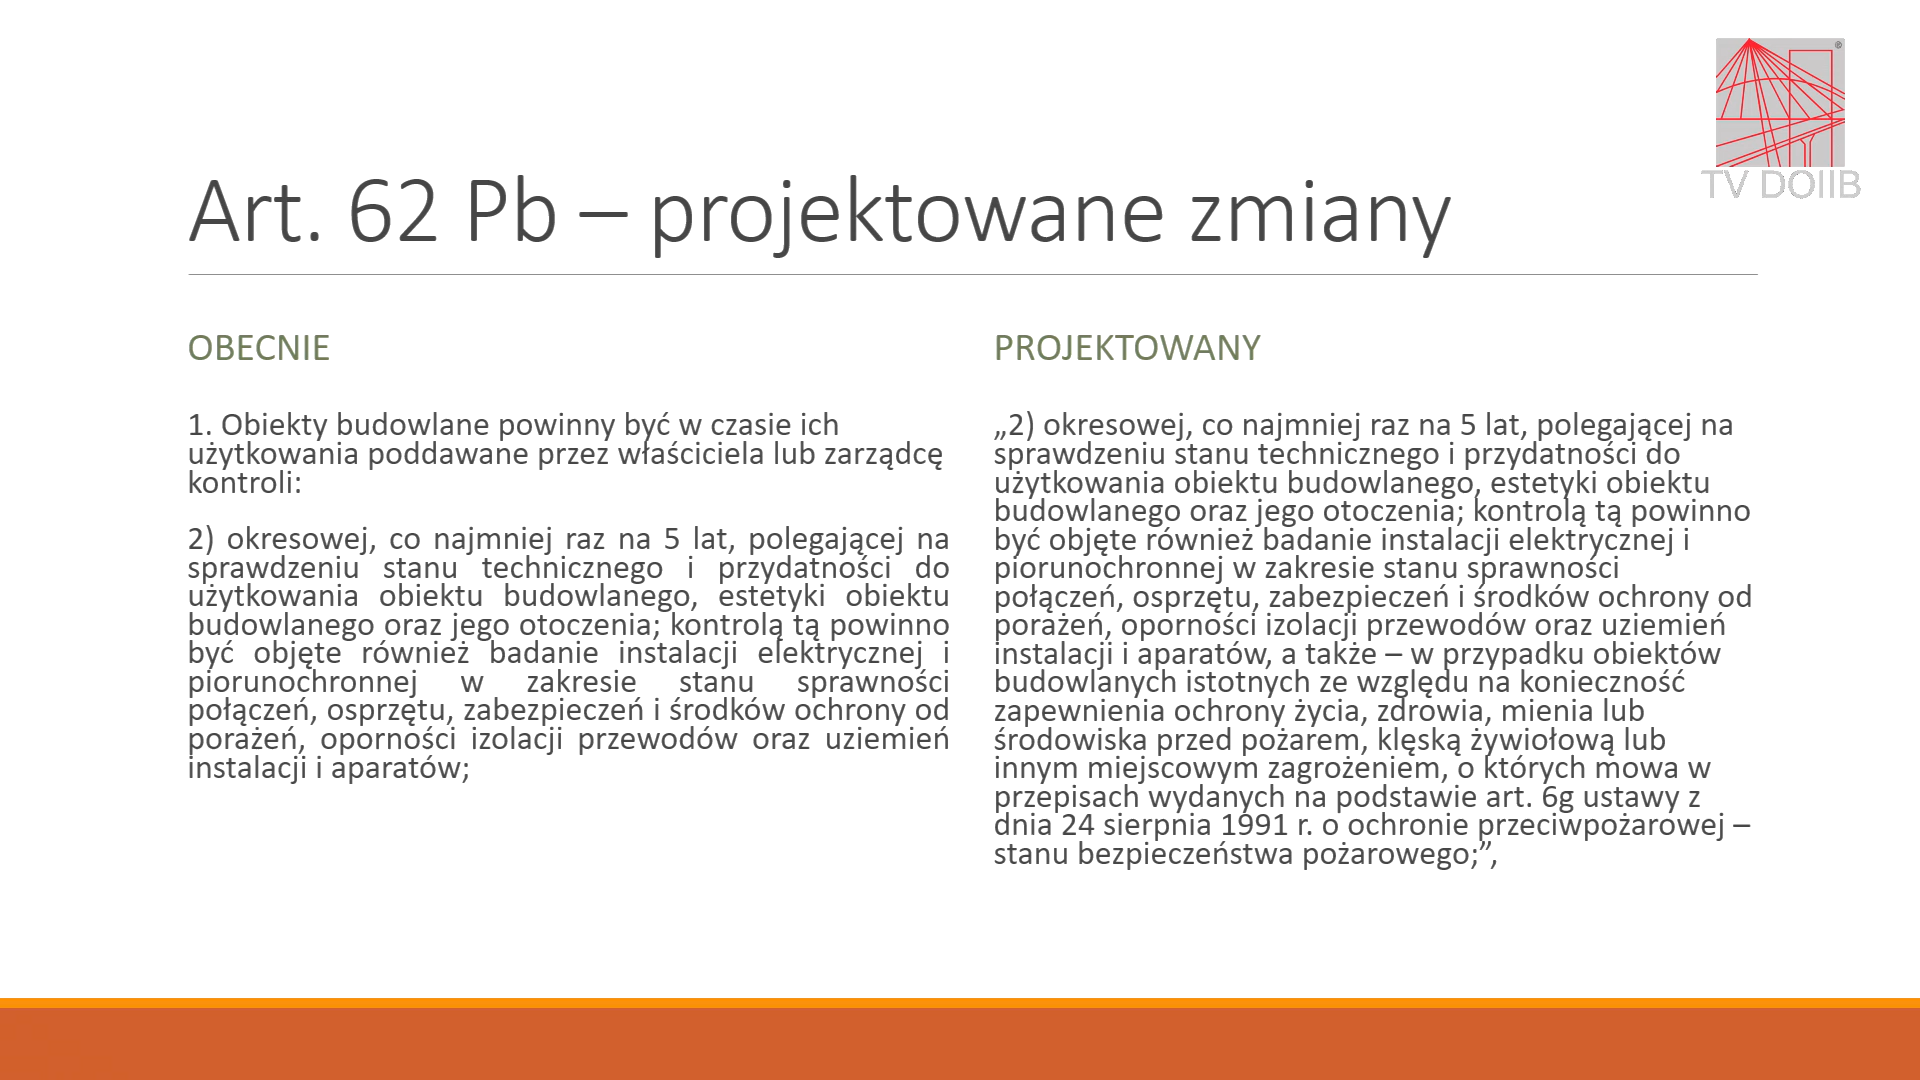 ®
TV DOIIB
Art. 62 Pb – projektowane zmiany
OBECNIE
1. Obiekty budowlane powinny być w czasie ich
użytkowania poddawane przez właściciela lub zarządcę
kontroli:
2) okresowej, co najmniej raz na 5 lat, polegającej na
sprawdzeniu stanu technicznego i przydatności do
użytkowania obiektu budowlanego, estetyki obiektu
budowlanego oraz jego otoczenia; kontrolą tą powinno
być objęte również badanie instalacji elektrycznej i
piorunochronnej w zakresie stanu sprawności
połączeń, osprzętu, zabezpieczeń i środków ochrony od
porażeń, oporności izolacji przewodów oraz uziemień
instalacji i aparatów;
PROJEKTOWANY
„2) okresowej, co najmniej raz na 5 lat, polegającej na
sprawdzeniu stanu technicznego i przydatności do
użytkowania obiektu budowlanego, estetyki obiektu
budowlanego oraz jego otoczenia; kontrolą tą powinno
być objęte również badanie instalacji elektrycznej i
piorunochronnej w zakresie stanu sprawności
połączeń, osprzętu, zabezpieczeń i środków ochrony od
porażeń, oporności izolacji przewodów oraz uziemień
instalacji i aparatów, a także – w przypadku obiektów
budowlanych istotnych ze względu na konieczność
zapewnienia ochrony życia, zdrowia, mienia lub
środowiska przed pożarem, klęską żywiołową lub
innym miejscowym zagrożeniem, o których mowa w
przepisach wydanych na podstawie art. 6g ustawy z
dnia 24 sierpnia 1991 r. o ochronie przeciwpożarowej –
stanu bezpieczeństwa pożarowego;”,